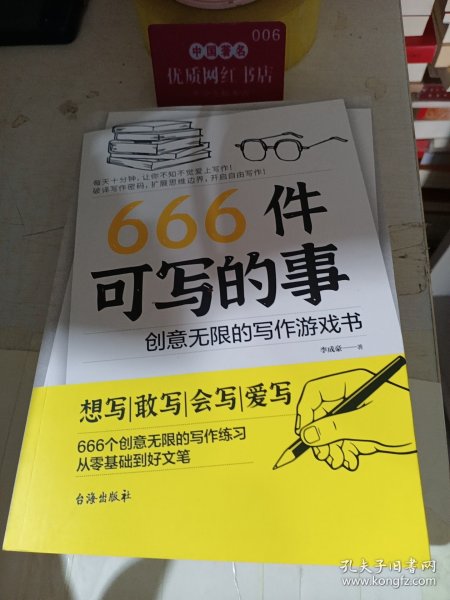 006
中国著名
优质网红书店
每天十分钟，让你不知不觉爱上写作！
破译写作密码，扩展思维边界，开启自由写作！
666件
可写的事
创意无限的写作游戏书
李成豪——著
想写|敢写|会写|爱写
666个创意无限的写作练习
从零基础到好文笔
台海出版社
孔夫子旧书网
www.kongfz.com